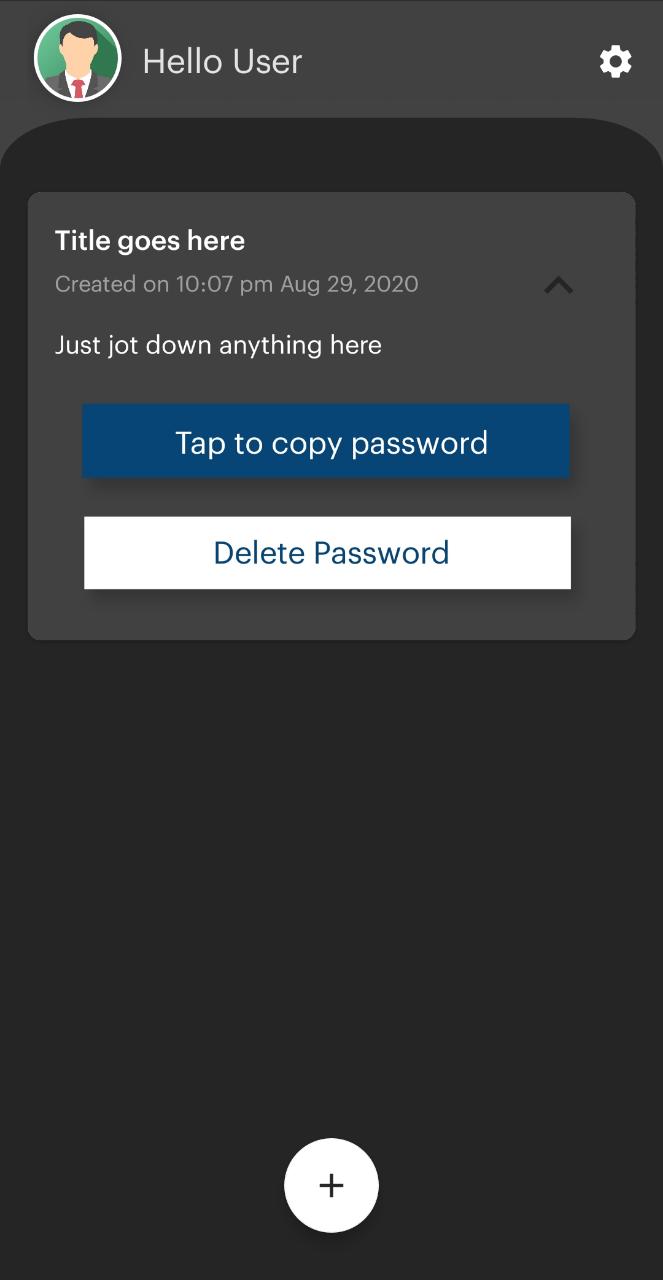 Hello User
Title goes here
Created on 10:07 pm Aug 29, 2020
Just jot down anything here
Tap to copy password
Delete Password
+